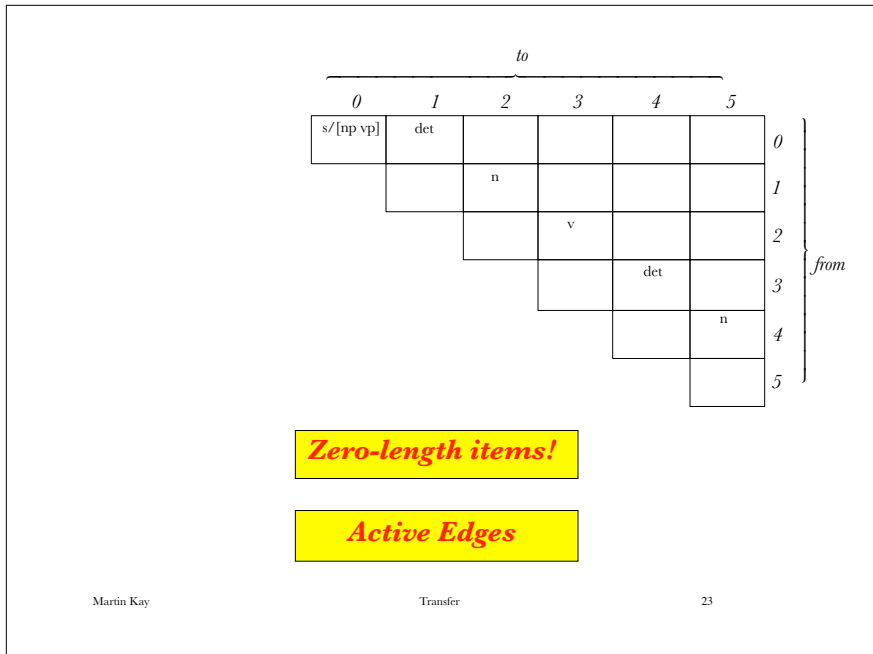 to
0 1 2 3 4 5
s/[np vp] det 0
n 1
v 2
det 3
from
n 4
5
Zero-length items!
Active Edges
Martin Kay Transfer 23